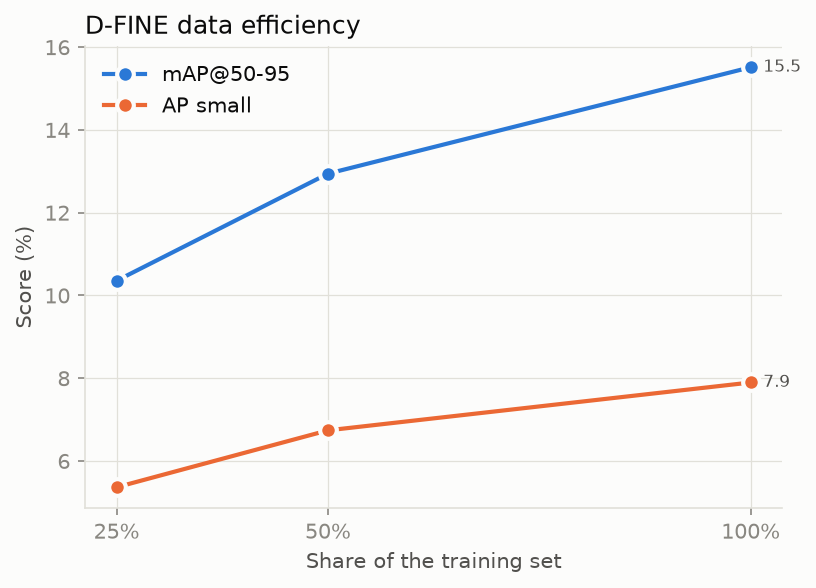 D-FINE data efficiency
16
mAP@50-95
15.5
AP small
14
12
Score (%)
10
8
7.9
6
25%
50%
100%
Share of the training set